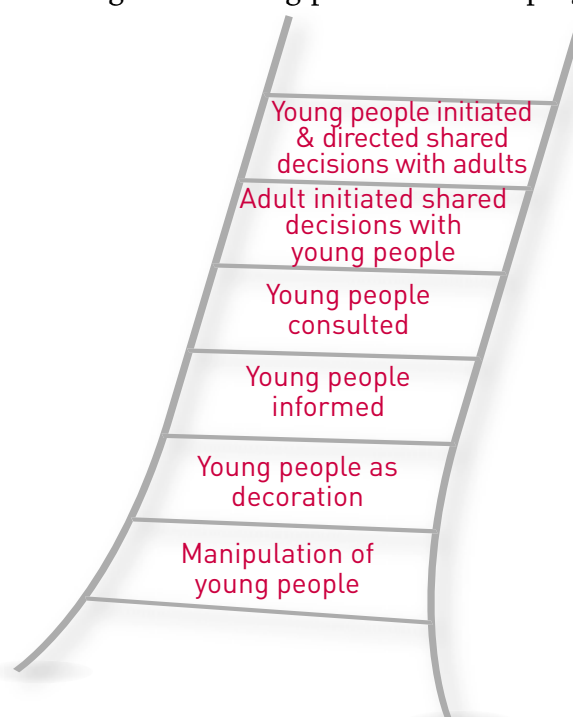 Young people initiated
& directed shared
decisions with adults
Adult initiated shared
decisions with
young people
Young people
consulted
Young people
informed
Young people as
decoration
Manipulation of
young people